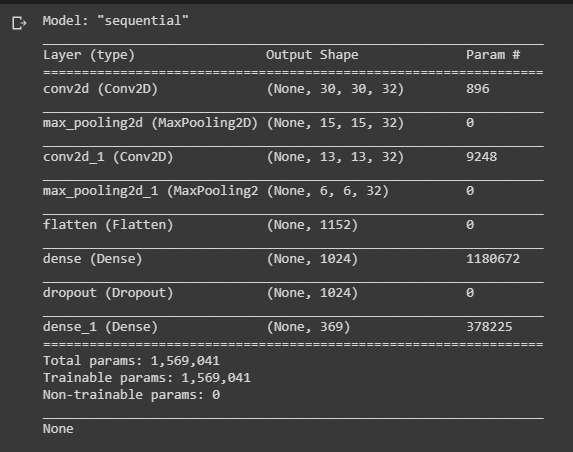 Model: "sequential"
Layer (type) Output Shape Param #
=================================================================
conv2d (Conv2D) (None, 30, 30, 32) 896
max_pooling2d (MaxPooling2D) (None, 15, 15, 32) 0
conv2d_1 (Conv2D) (None, 13, 13, 32) 9248
max_pooling2d_1 (MaxPooling2 (None, 6, 6, 32) 0
flatten (Flatten) (None, 1152) 0
dense (Dense) (None, 1024) 1180672
dropout (Dropout) (None, 1024) 0
dense_1 (Dense) (None, 369) 378225
=================================================================
Total params: 1,569,041
Trainable params: 1,569,041
Non-trainable params: 0
None